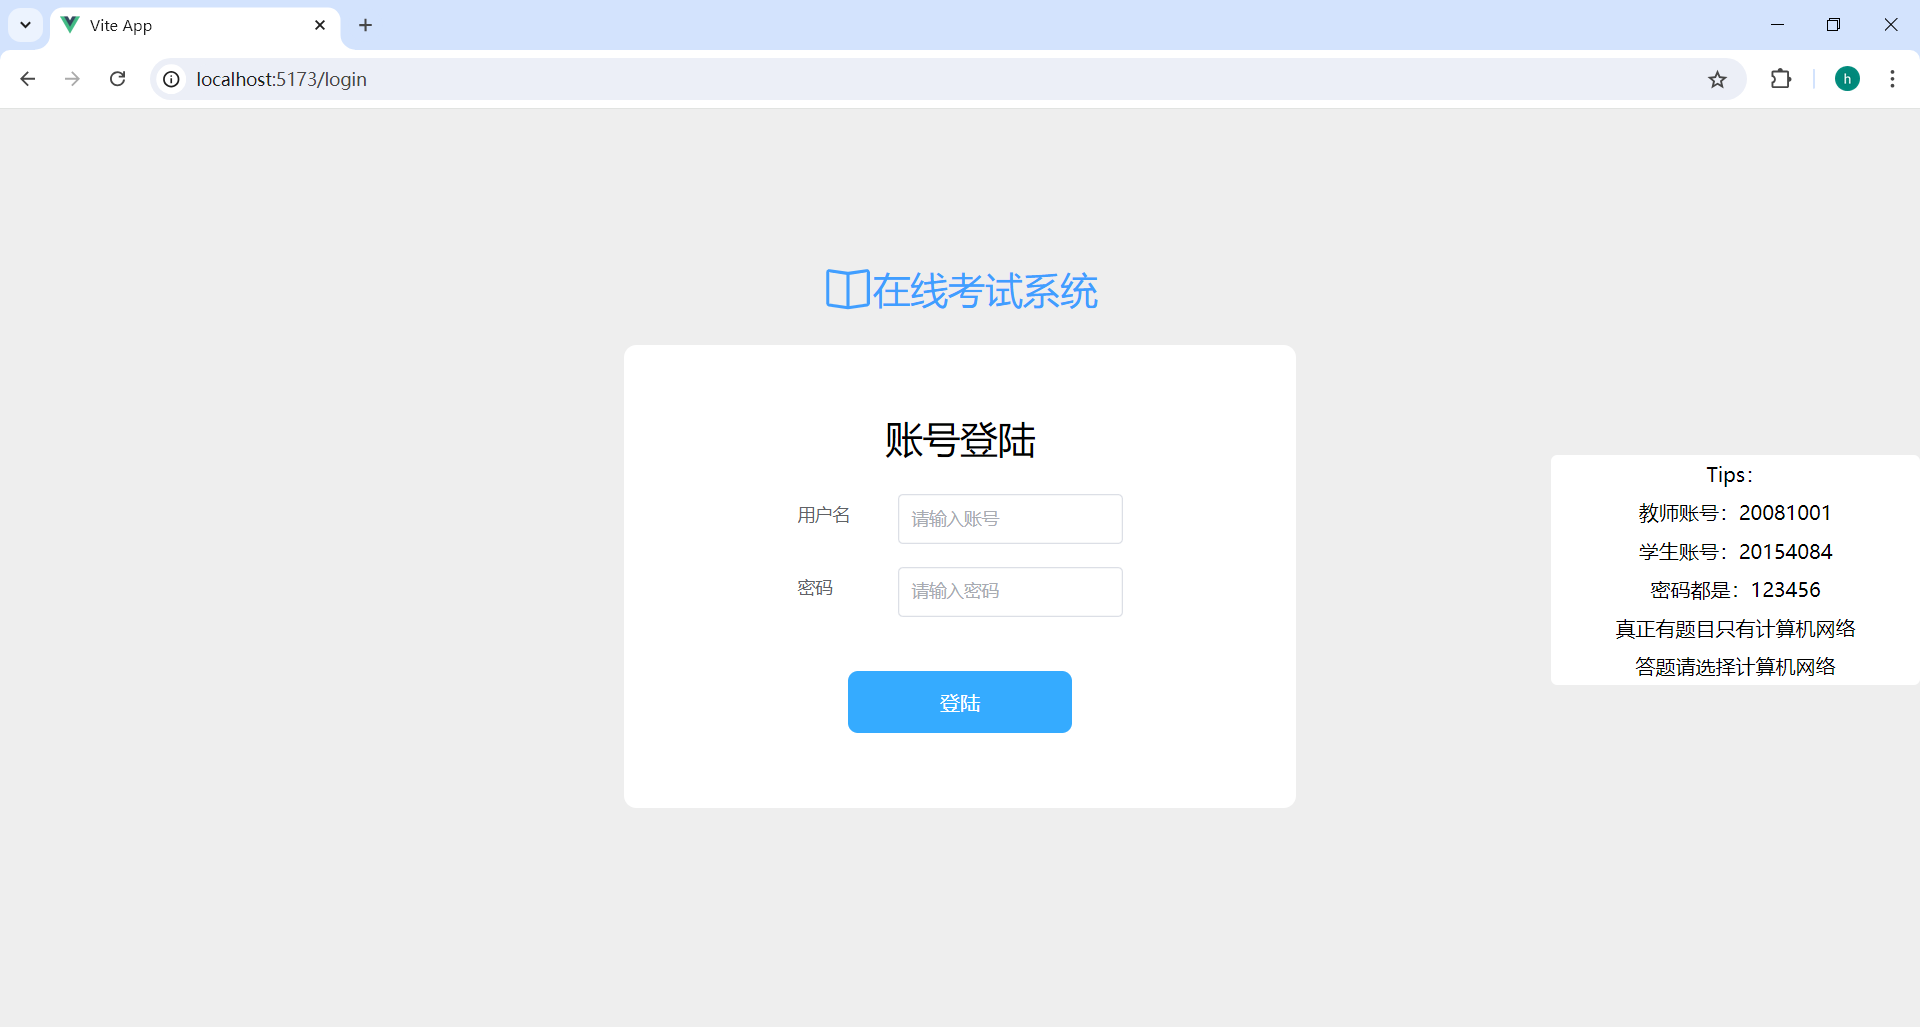 Vite App
localhost:5173/login
h
在线考试系统
账号登陆
用户名
请输入账号
密码
请输入密码
登陆
Tips:
教师账号：20081001
学生账号：20154084
密码都是：123456
真正有题目只有计算机网络
答题请选择计算机网络